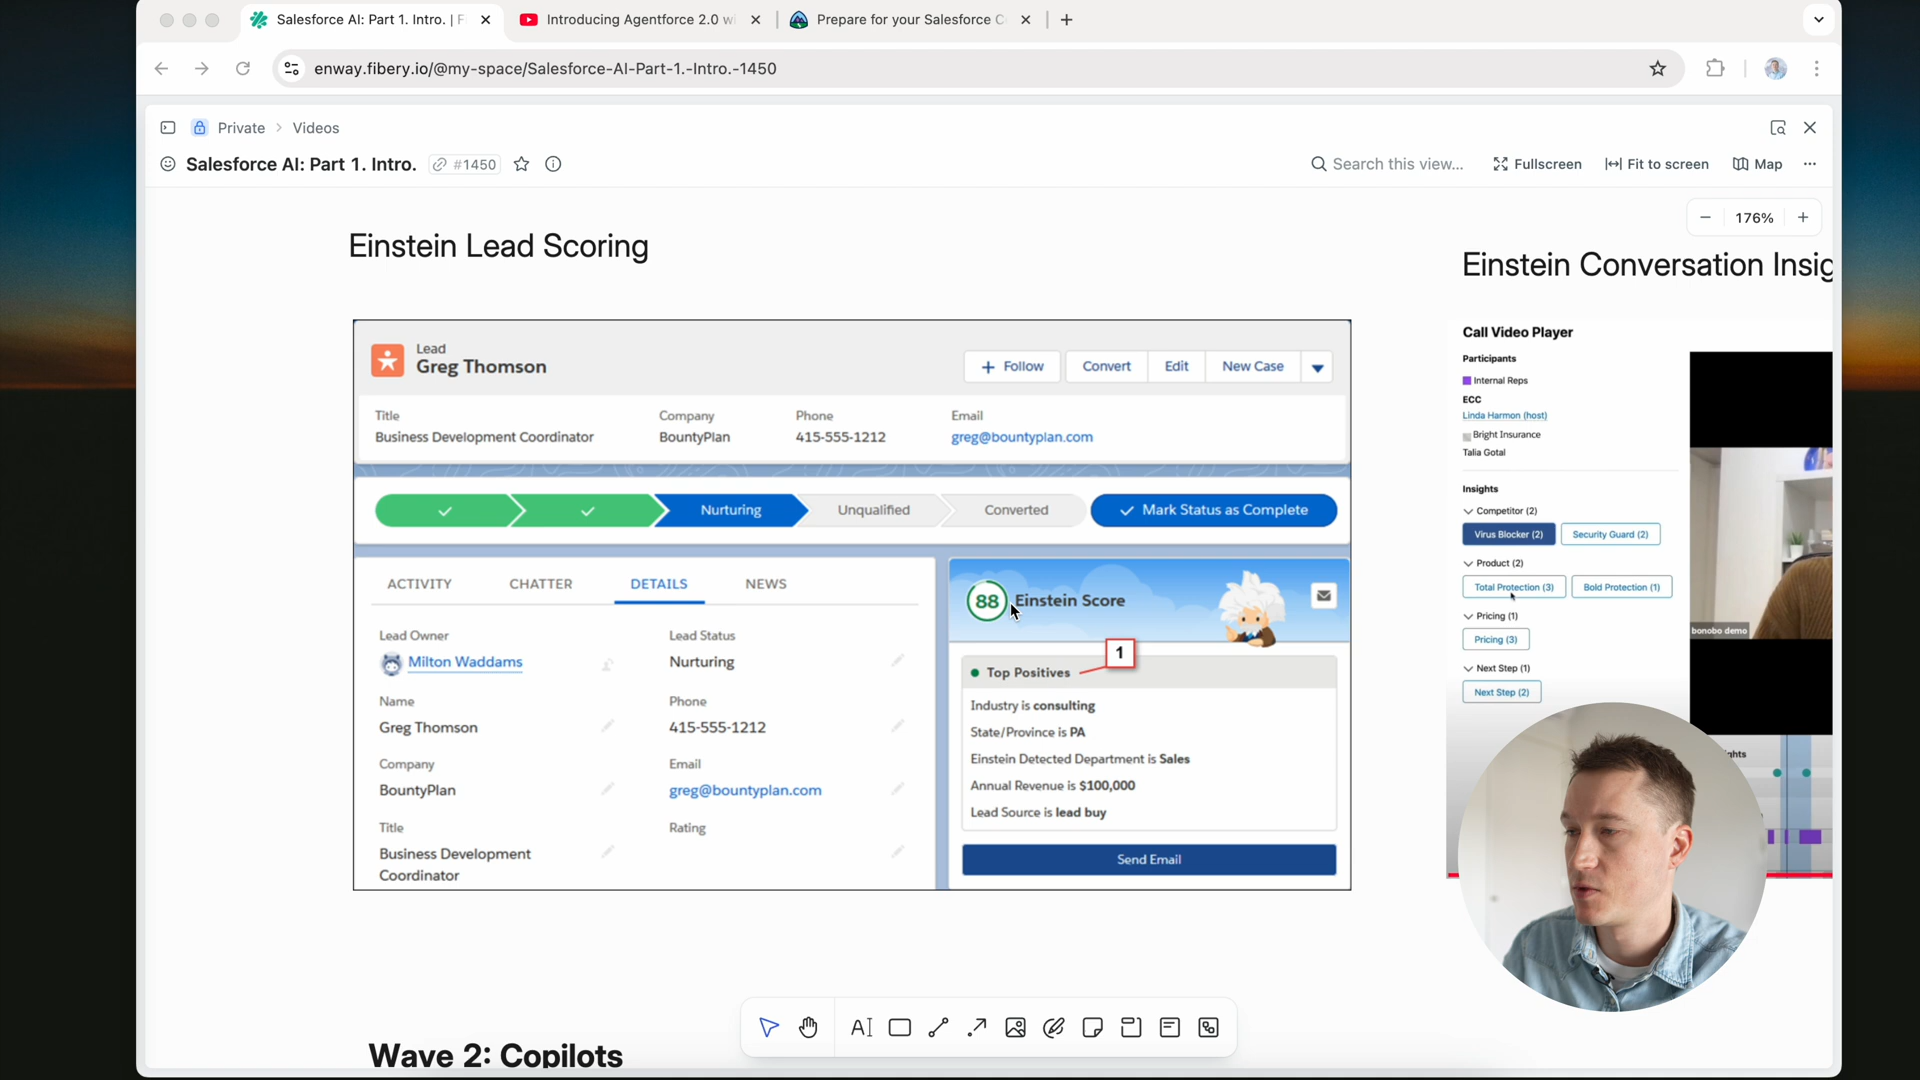 Salesforce AI: Part 1. Intro. | F
Introducing Agentforce 2.0 wi
Prepare for your Salesforce C
enway.fibery.io/@my-space/Salesforce-AI-Part-1.-Intro.-1450
Private > Videos
Salesforce AI: Part 1. Intro. #1450
Search this view...
Fullscreen
Fit to screen
Map
176%
Einstein Lead Scoring
Lead
Greg Thomson
Follow
Convert
Edit
New Case
Title
Company
Phone
Email
Business Development Coordinator
BountyPlan
415-555-1212
greg@bountyplan.com
Nurturing
Unqualified
Converted
Mark Status as Complete
ACTIVITY
CHATTER
DETAILS
NEWS
Lead Owner
Milton Waddams
Lead Status
Nurturing
Name
Greg Thomson
Phone
415-555-1212
Company
BountyPlan
Email
greg@bountyplan.com
Title
Business Development
Coordinator
Rating
88
Einstein Score
1
Top Positives
Industry is consulting
State/Province is PA
Einstein Detected Department is Sales
Annual Revenue is $100,000
Lead Source is lead buy
Send Email
Einstein Conversation Insig
Call Video Player
Participants
Internal Reps
ECC
Linda Harmon (host)
Bright Insurance
Talia Gotal
Insights
Competitor (2)
Virus Blocker (2)
Security Guard (2)
Product (2)
Total Protection (3)
Bold Protection (1)
Pricing (1)
Pricing (3)
Next Step (1)
Next Step (2)
bonobo demo
ghts
Wave 2: Copilots